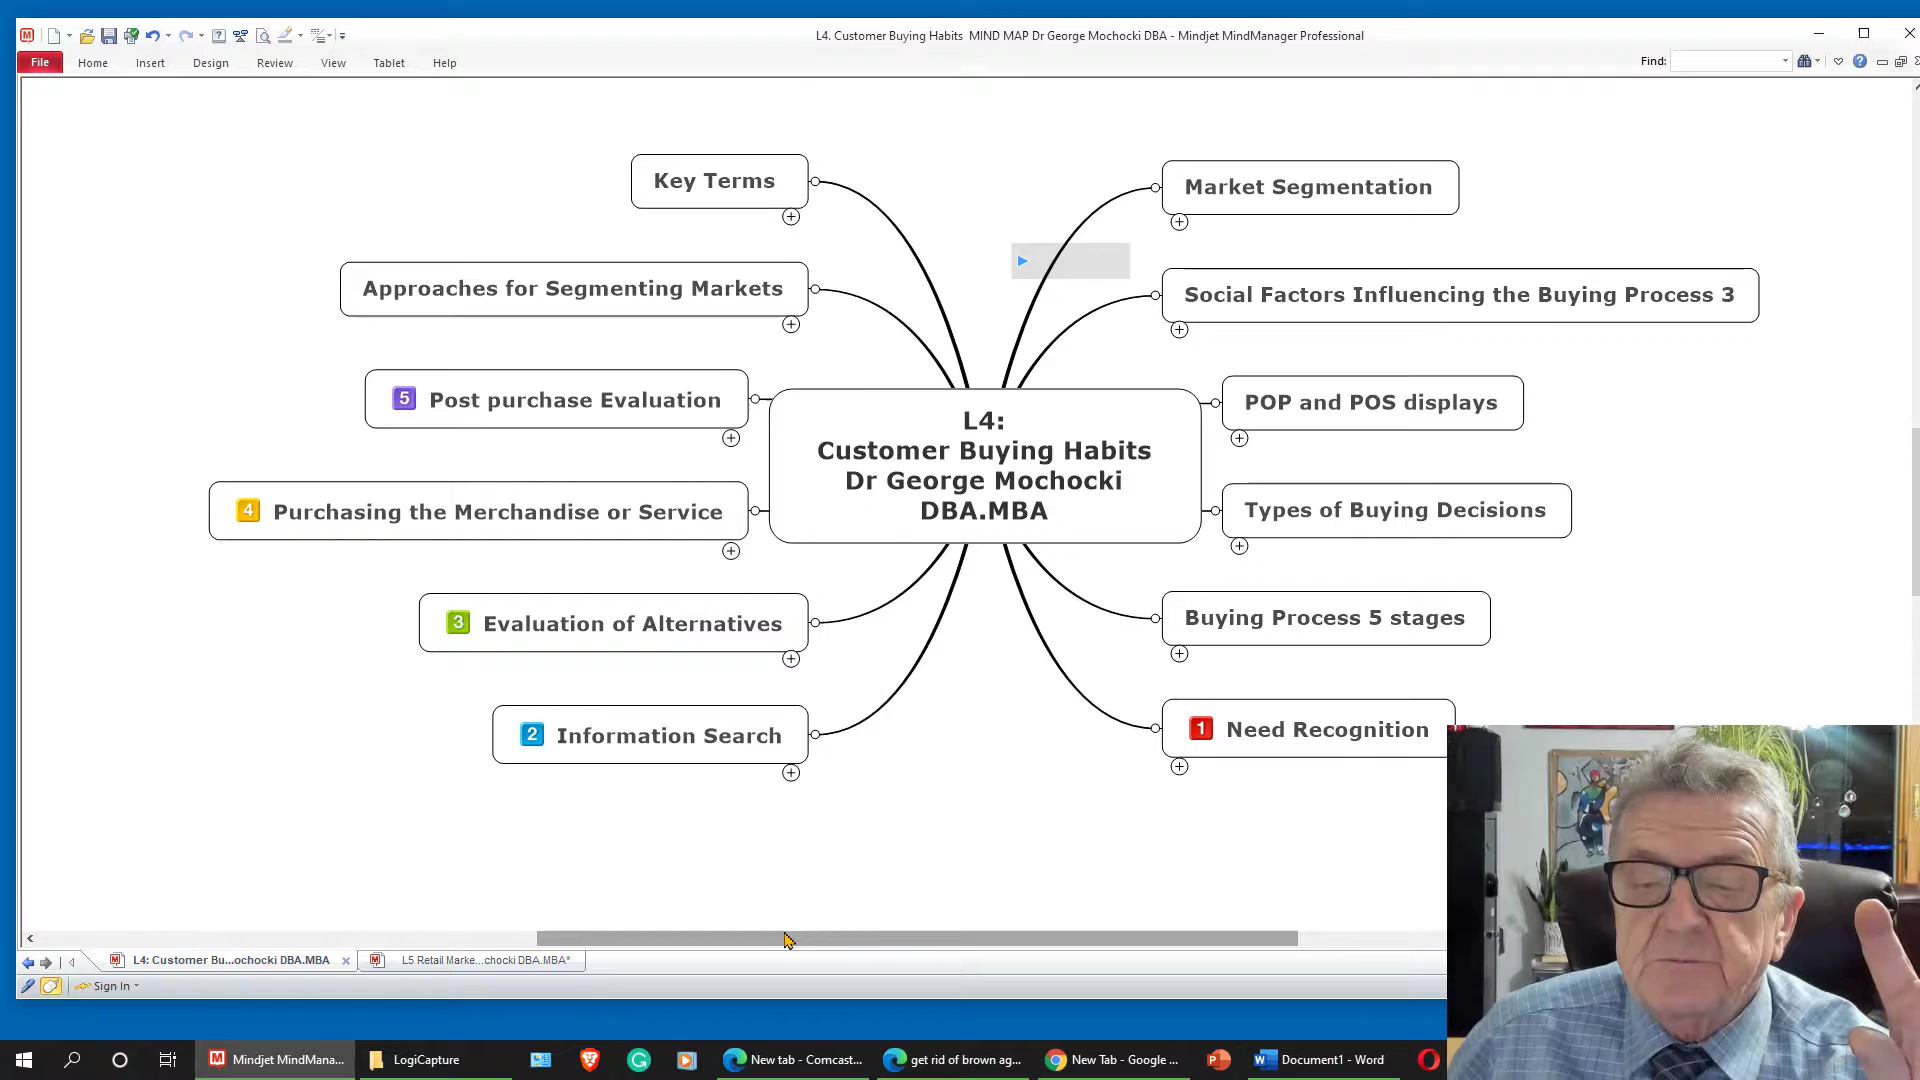 L4. Customer Buying Habits  MIND MAP Dr George Mochocki DBA - Mindjet MindManager Professional
File Home Insert Design Review View Tablet Help
Find:
Key Terms
Market Segmentation
Approaches for Segmenting Markets
Social Factors Influencing the Buying Process 3
5 Post purchase Evaluation
POP and POS displays
L4:
Customer Buying Habits
Dr George Mochocki
DBA.MBA
4 Purchasing the Merchandise or Service
Types of Buying Decisions
3 Evaluation of Alternatives
Buying Process 5 stages
2 Information Search
1 Need Recognition
L4: Customer Bu...ochocki DBA.MBA
L5 Retail Marke...chocki DBA.MBA*
Sign In
Mindjet MindMana...
LogiCapture
New tab - Comcast...
get rid of brown ag...
New Tab - Google ...
Document1 - Word